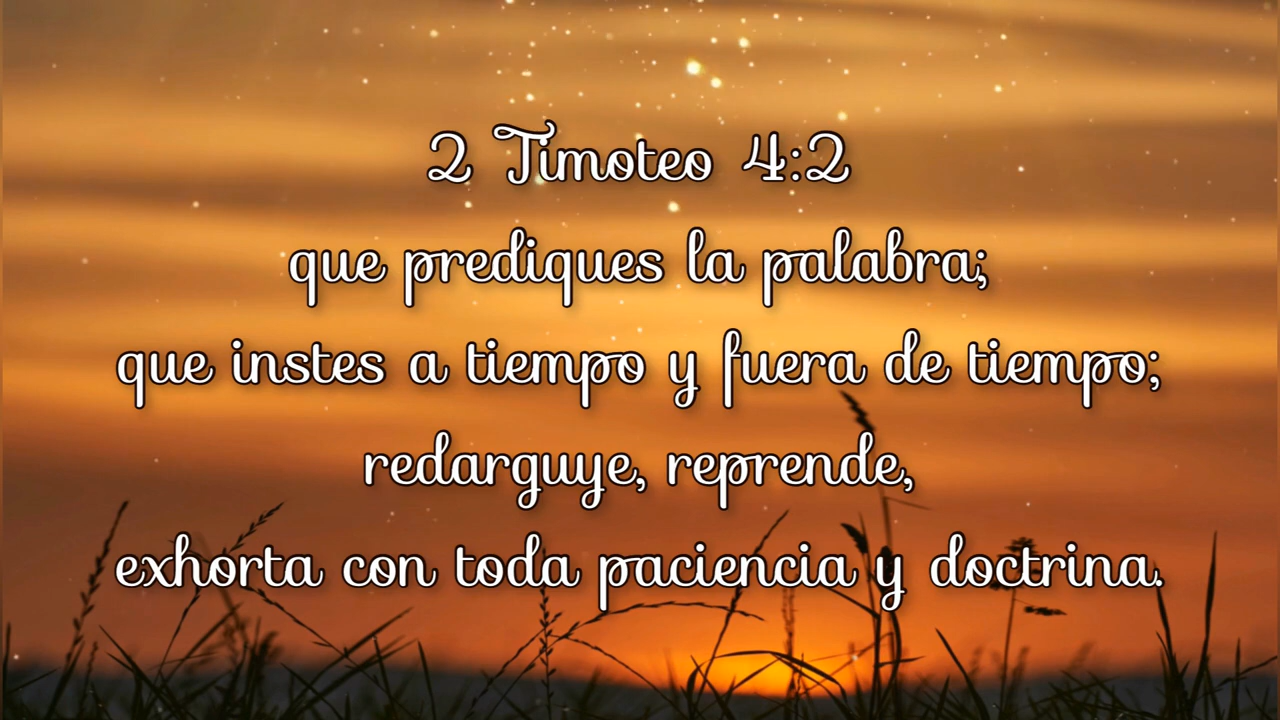 2 Timoteo 4:2
que prediques la palabra;
que instes a tiempo y fuera de tiempo;
redarguye, reprende,
exhorta con toda paciencia y doctrina.